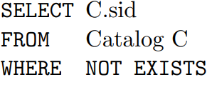 SELECT C.sid
FROM Catalog C
WHERE NOT EXISTS